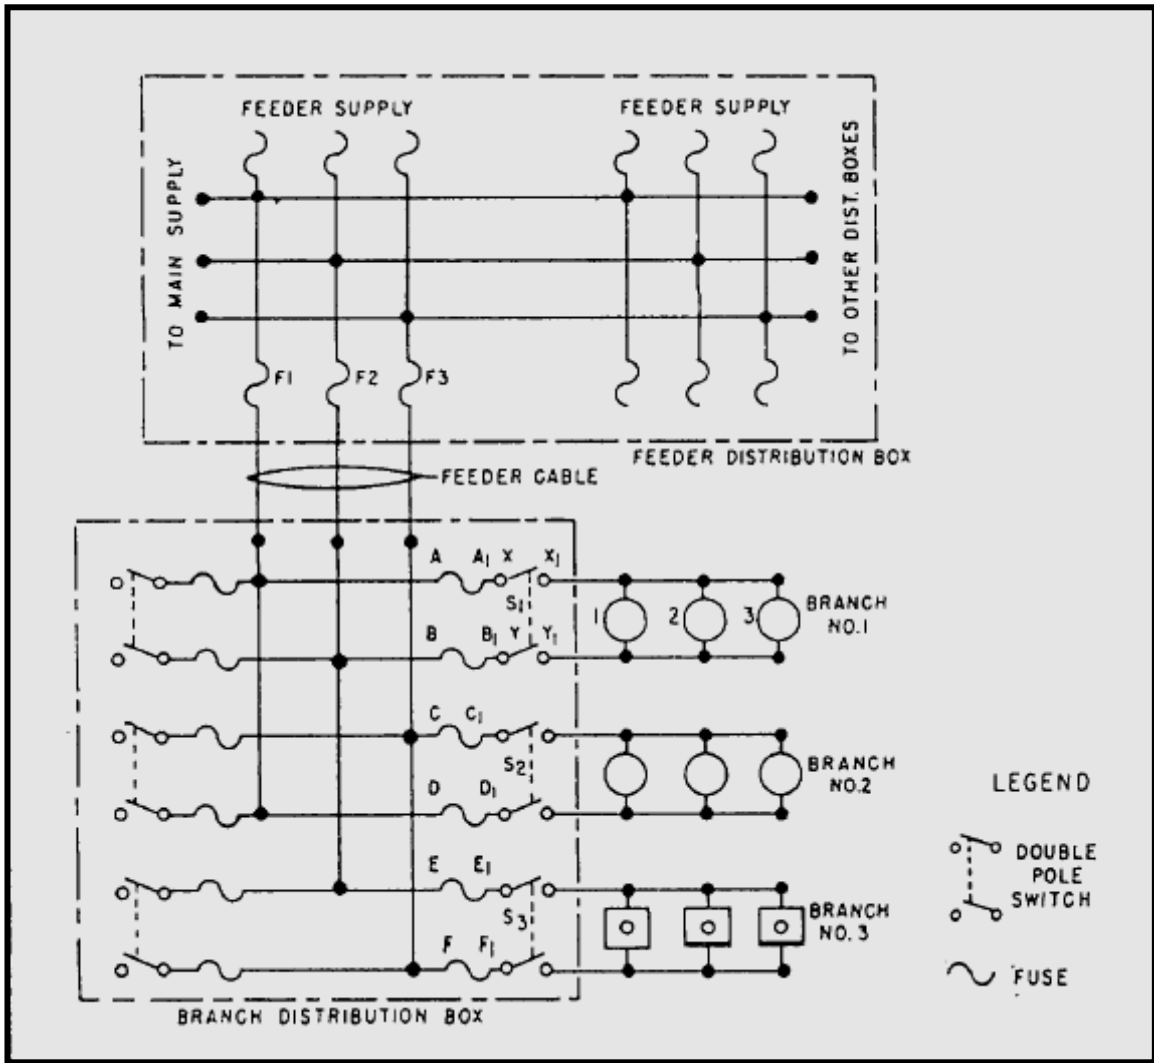 FEEDER SUPPLY
FEEDER SUPPLY
TO MAIN SUPPLY
TO OTHER DIST. BOXES
F1
F2
F3
FEEDER DISTRIBUTION BOX
FEEDER CABLE
A A1 X X1
S1
1 2 3
BRANCH
NO.1
B B1 Y Y1
C C1
S2
BRANCH
NO.2
D D1
LEGEND
DOUBLE
POLE
SWITCH
E E1
S3
BRANCH
NO. 3
F F1
FUSE
BRANCH DISTRIBUTION BOX